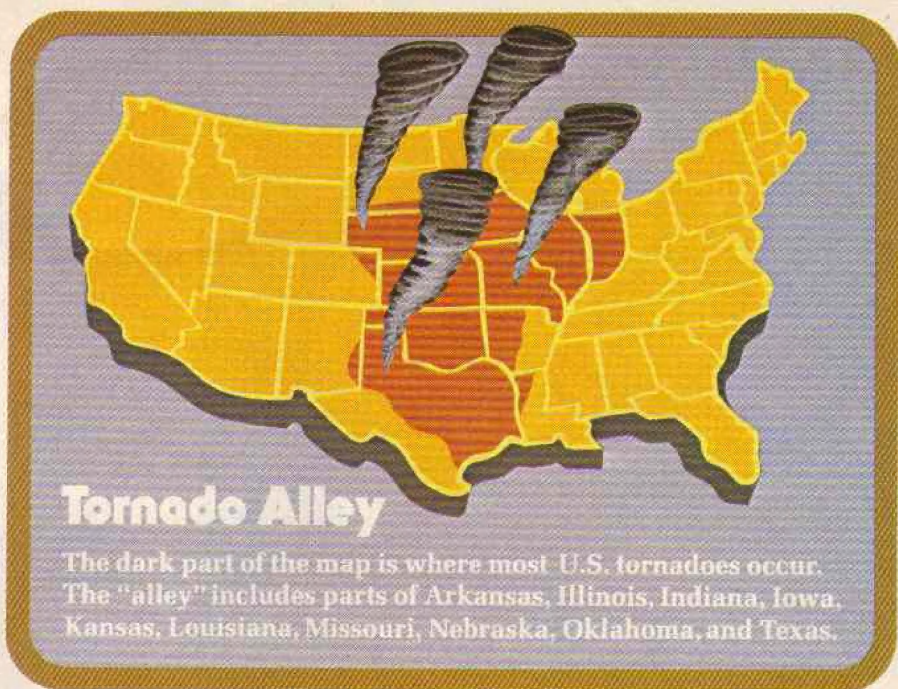 Tornado Alley
The dark part of the map is where most U.S. tornadoes occur.
The "alley" includes parts of Arkansas, Illinois, Indiana, Iowa,
Kansas, Louisiana, Missouri, Nebraska, Oklahoma, and Texas.